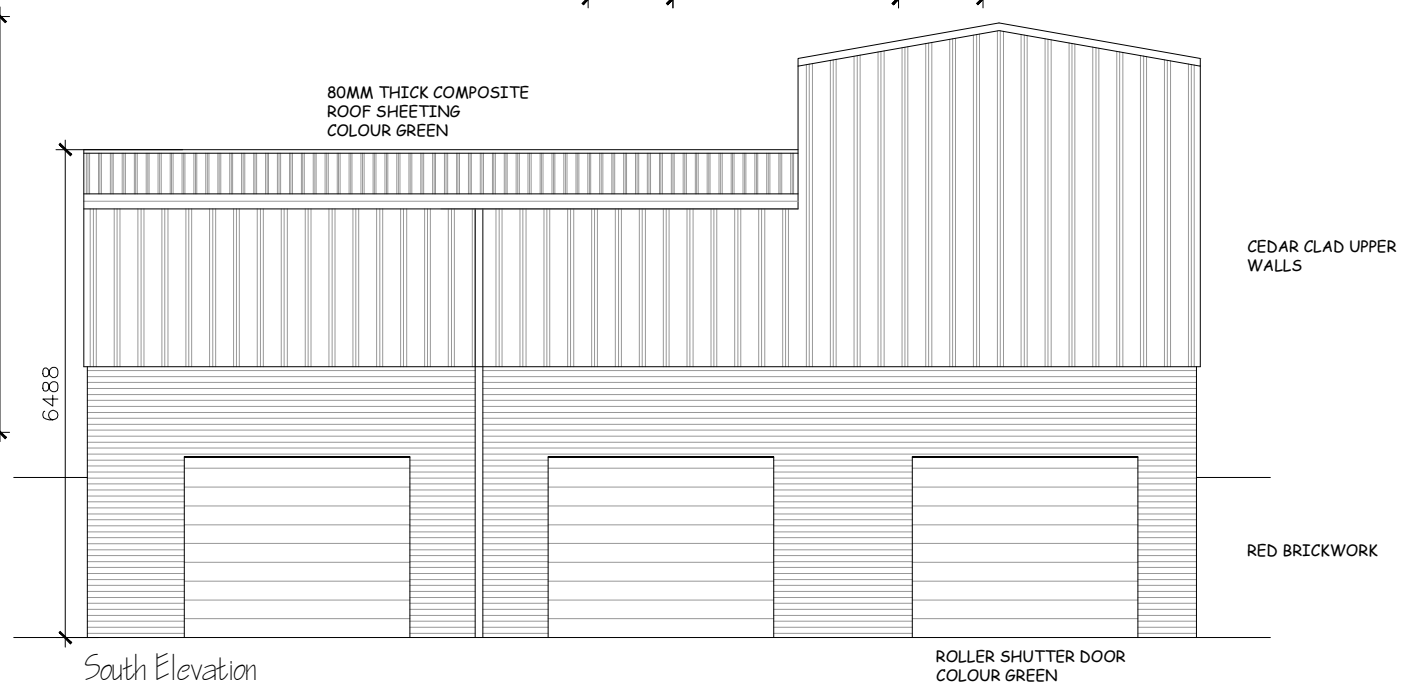 80MM THICK COMPOSITE
ROOF SHEETING
COLOUR GREEN
CEDAR CLAD UPPER
WALLS
6488
RED BRICKWORK
South Elevation
ROLLER SHUTTER DOOR
COLOUR GREEN